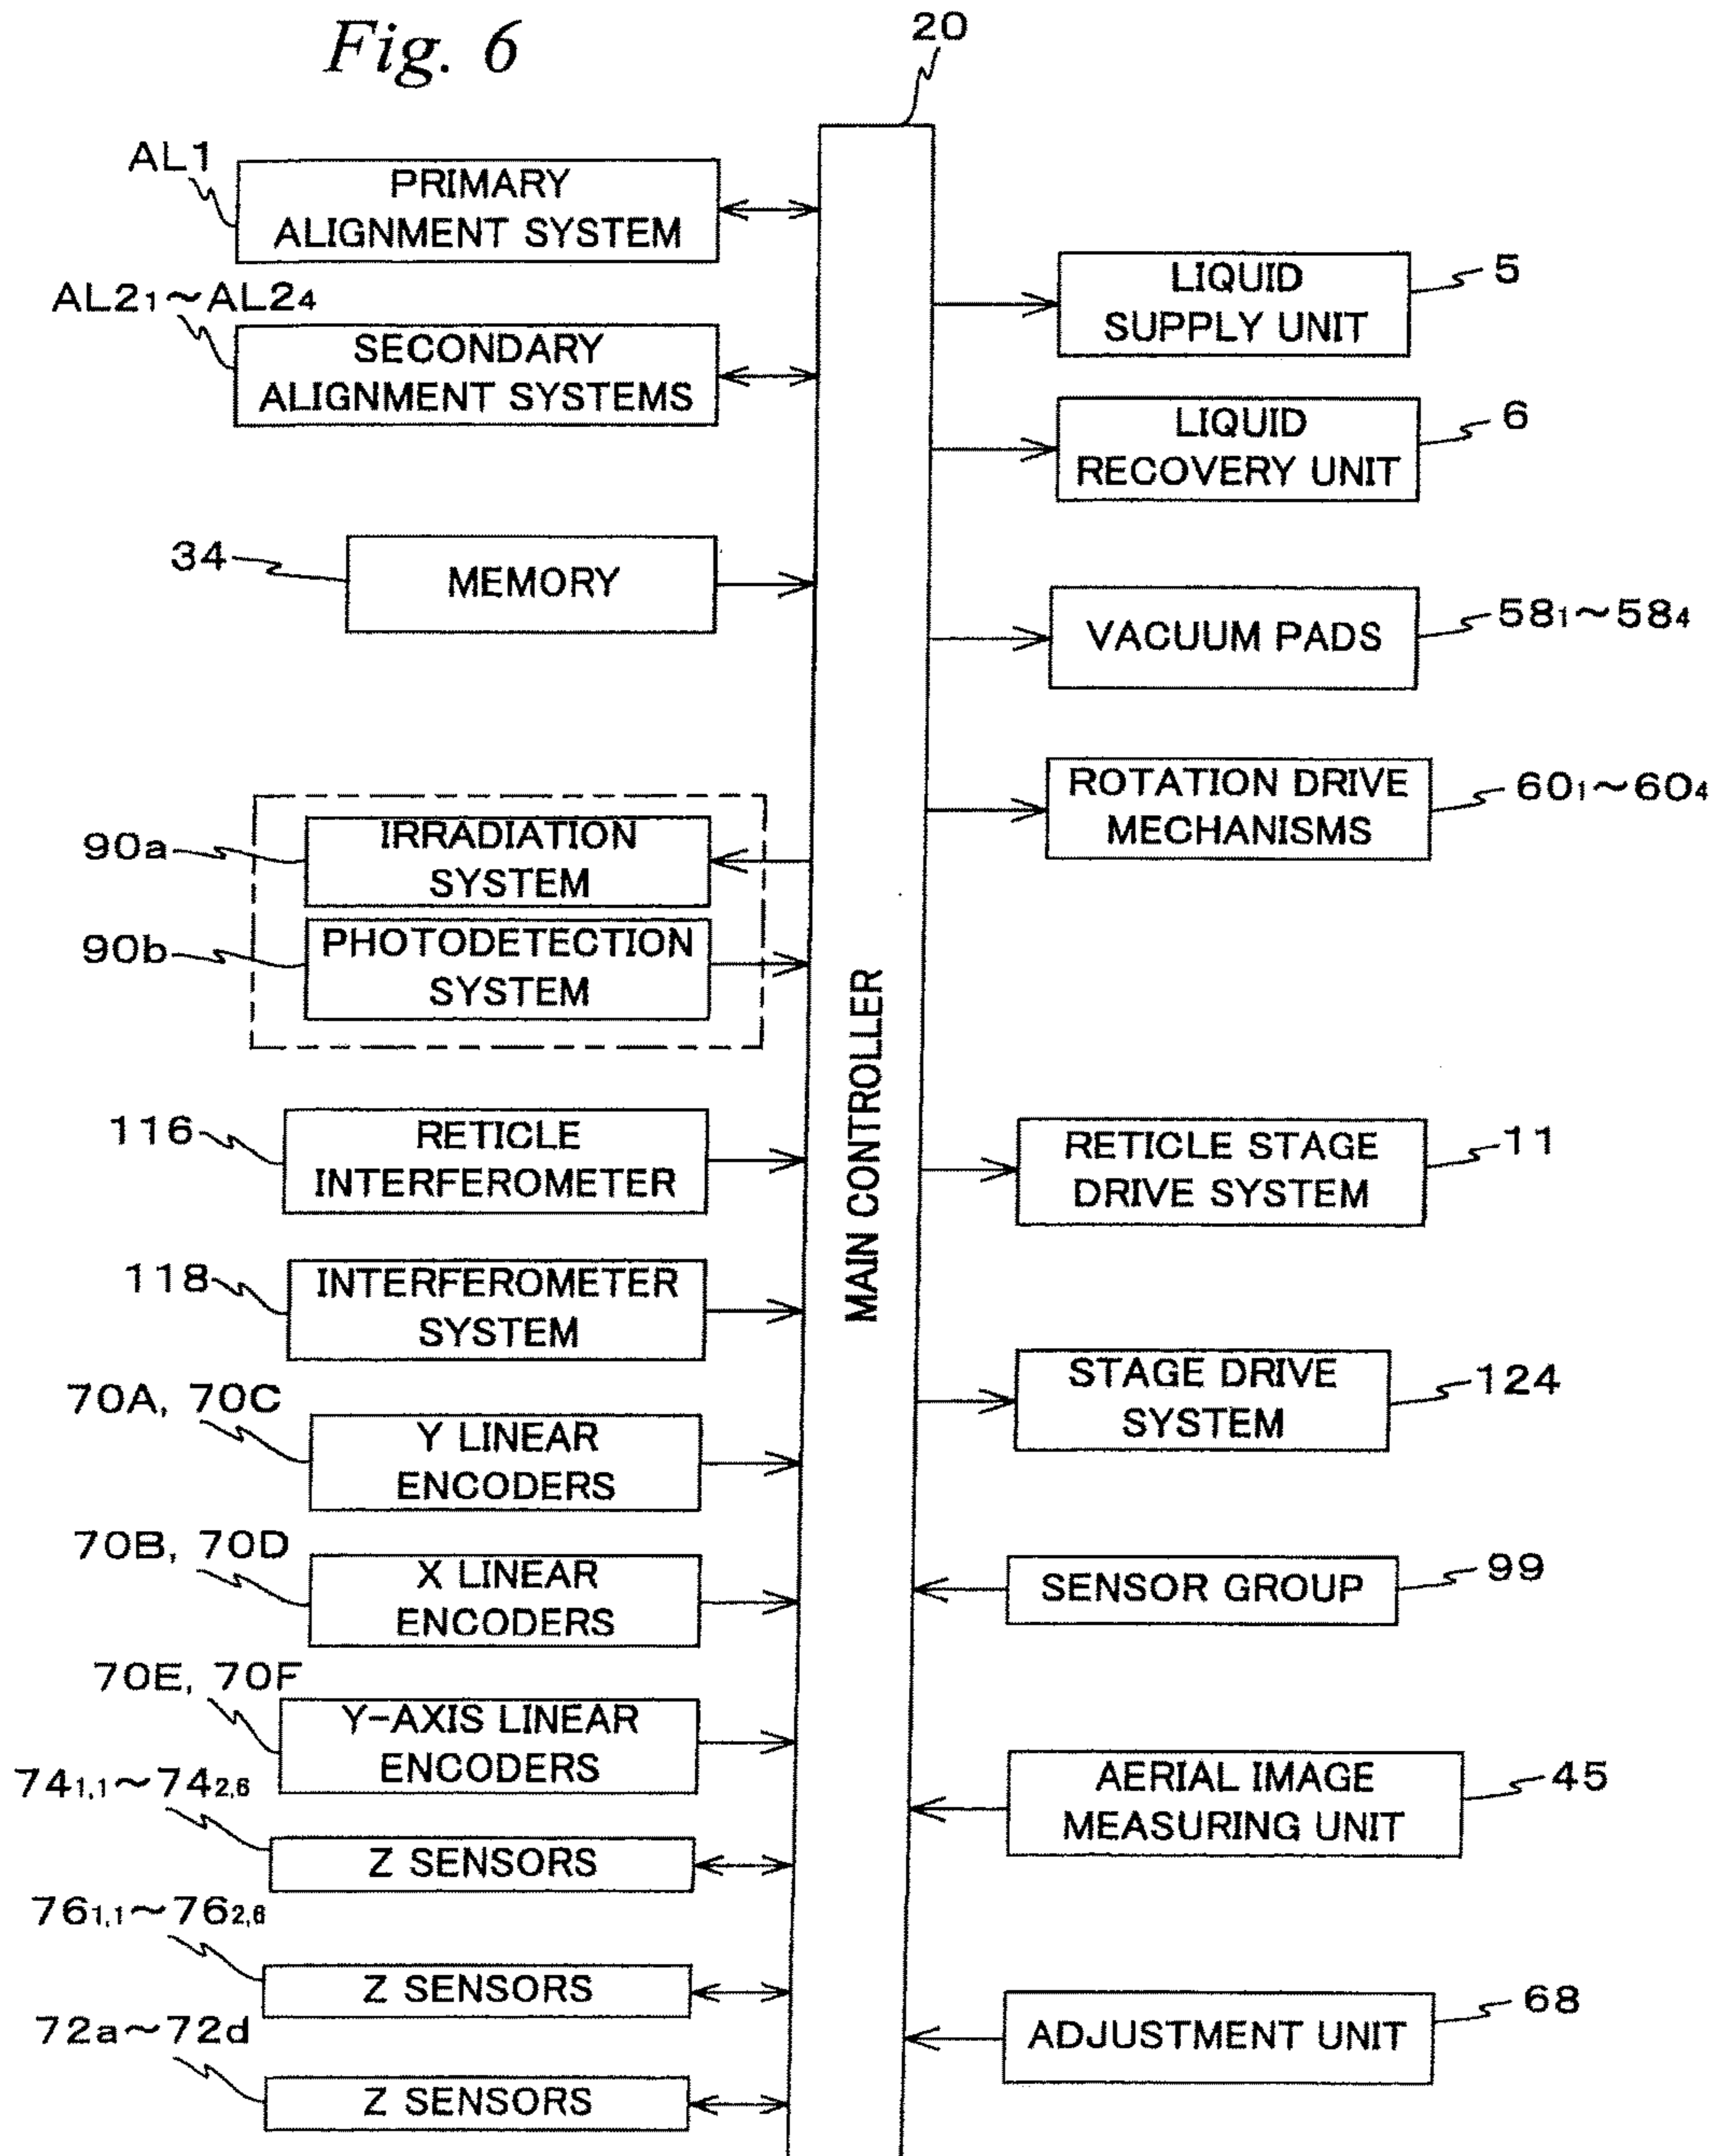 Fig. 6
20
AL1
PRIMARY
ALIGNMENT SYSTEM
AL2₁~AL2₄
SECONDARY
ALIGNMENT SYSTEMS
34
MEMORY
90a
IRRADIATION
SYSTEM
90b
PHOTODETECTION
SYSTEM
116
RETICLE
INTERFEROMETER
118
INTERFEROMETER
SYSTEM
70A, 70C
Y LINEAR
ENCODERS
70B, 70D
X LINEAR
ENCODERS
70E, 70F
Y-AXIS LINEAR
ENCODERS
74₁,₁~74₂,₆
Z SENSORS
76₁,₁~76₂,₆
Z SENSORS
72a~72d
Z SENSORS
MAIN CONTROLLER
LIQUID
SUPPLY UNIT
5
LIQUID
RECOVERY UNIT
6
VACUUM PADS
58₁~58₄
ROTATION DRIVE
MECHANISMS
60₁~60₄
RETICLE STAGE
DRIVE SYSTEM
11
STAGE DRIVE
SYSTEM
124
SENSOR GROUP
99
AERIAL IMAGE
MEASURING UNIT
45
ADJUSTMENT UNIT
68